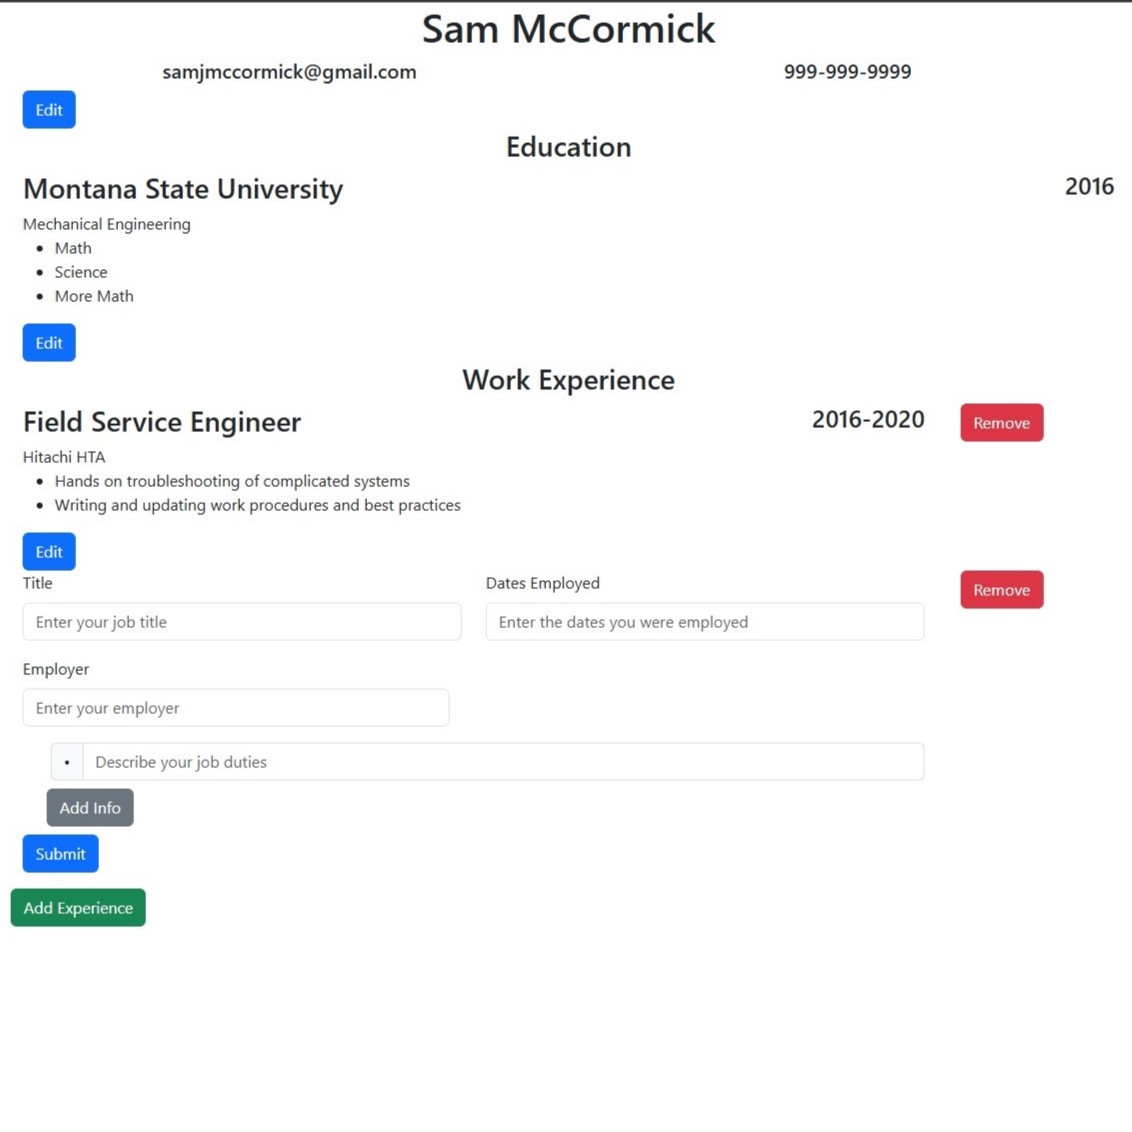 Sam McCormick
samjmccormick@gmail.com 999-999-9999
Edit
Education
Montana State University 2016
Mechanical Engineering
• Math
• Science
• More Math
Edit
Work Experience
Field Service Engineer 2016-2020 Remove
Hitachi HTA
• Hands on troubleshooting of complicated systems
• Writing and updating work procedures and best practices
Edit
Title Dates Employed Remove
Enter your job title Enter the dates you were employed
Employer
Enter your employer
• Describe your job duties
Add Info
Submit
Add Experience